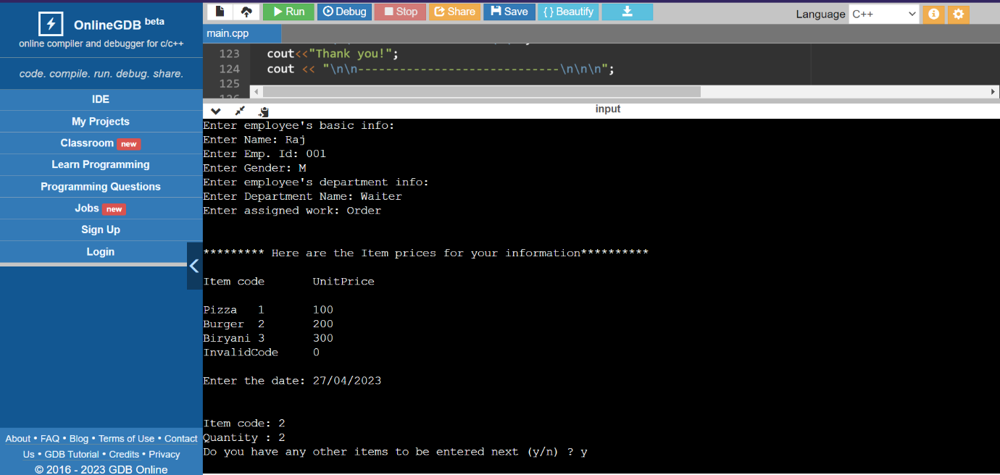 OnlineGDB beta
online compiler and debugger for c/c++
code. compile. run. debug. share.
IDE
My Projects
Classroom new
Learn Programming
Programming Questions
Jobs new
Sign Up
Login
About • FAQ • Blog • Terms of Use • Contact
Us • GDB Tutorial • Credits • Privacy
© 2016 - 2023 GDB Online
Run Debug Stop Share Save {} Beautify
Language C++
main.cpp
123 cout<<"Thank you!";
124 cout << "\n\n-----------------------------\n\n\n";
125
126
input
Enter employee's basic info:
Enter Name: Raj
Enter Emp. Id: 001
Enter Gender: M
Enter employee's department info:
Enter Department Name: Waiter
Enter assigned work: Order
********* Here are the Item prices for your information**********
Item code UnitPrice
Pizza 1 100
Burger 2 200
Biryani 3 300
InvalidCode 0
Enter the date: 27/04/2023
Item code: 2
Quantity : 2
Do you have any other items to be entered next (y/n) ? y